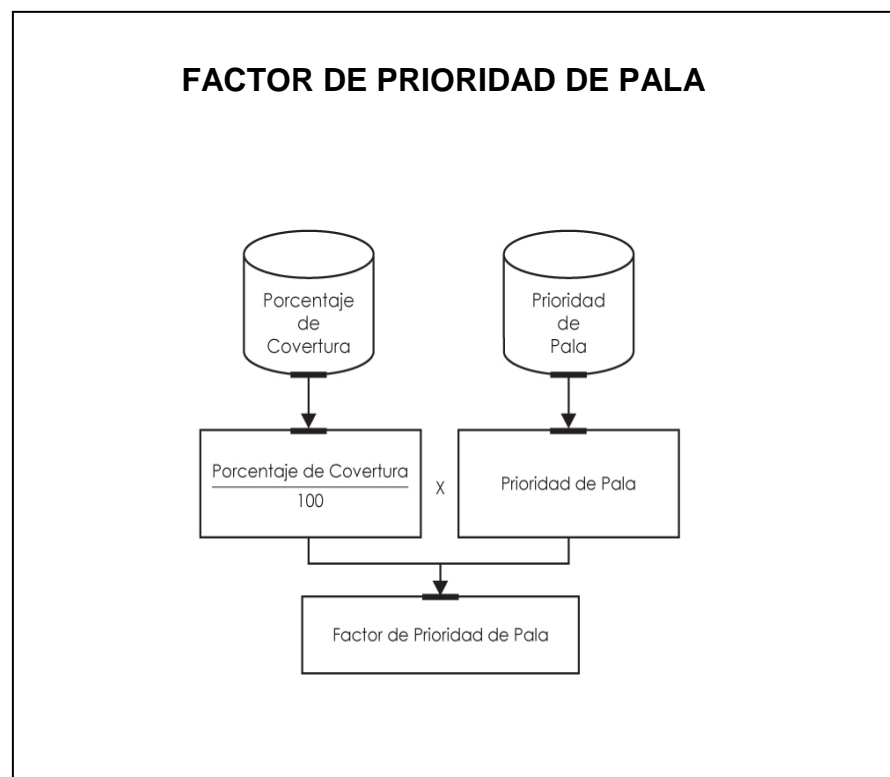 FACTOR DE PRIORIDAD DE PALA
Porcentaje
de
Covertura
Prioridad
de
Pala
Porcentaje de Covertura
100
X
Prioridad de Pala
Factor de Prioridad de Pala